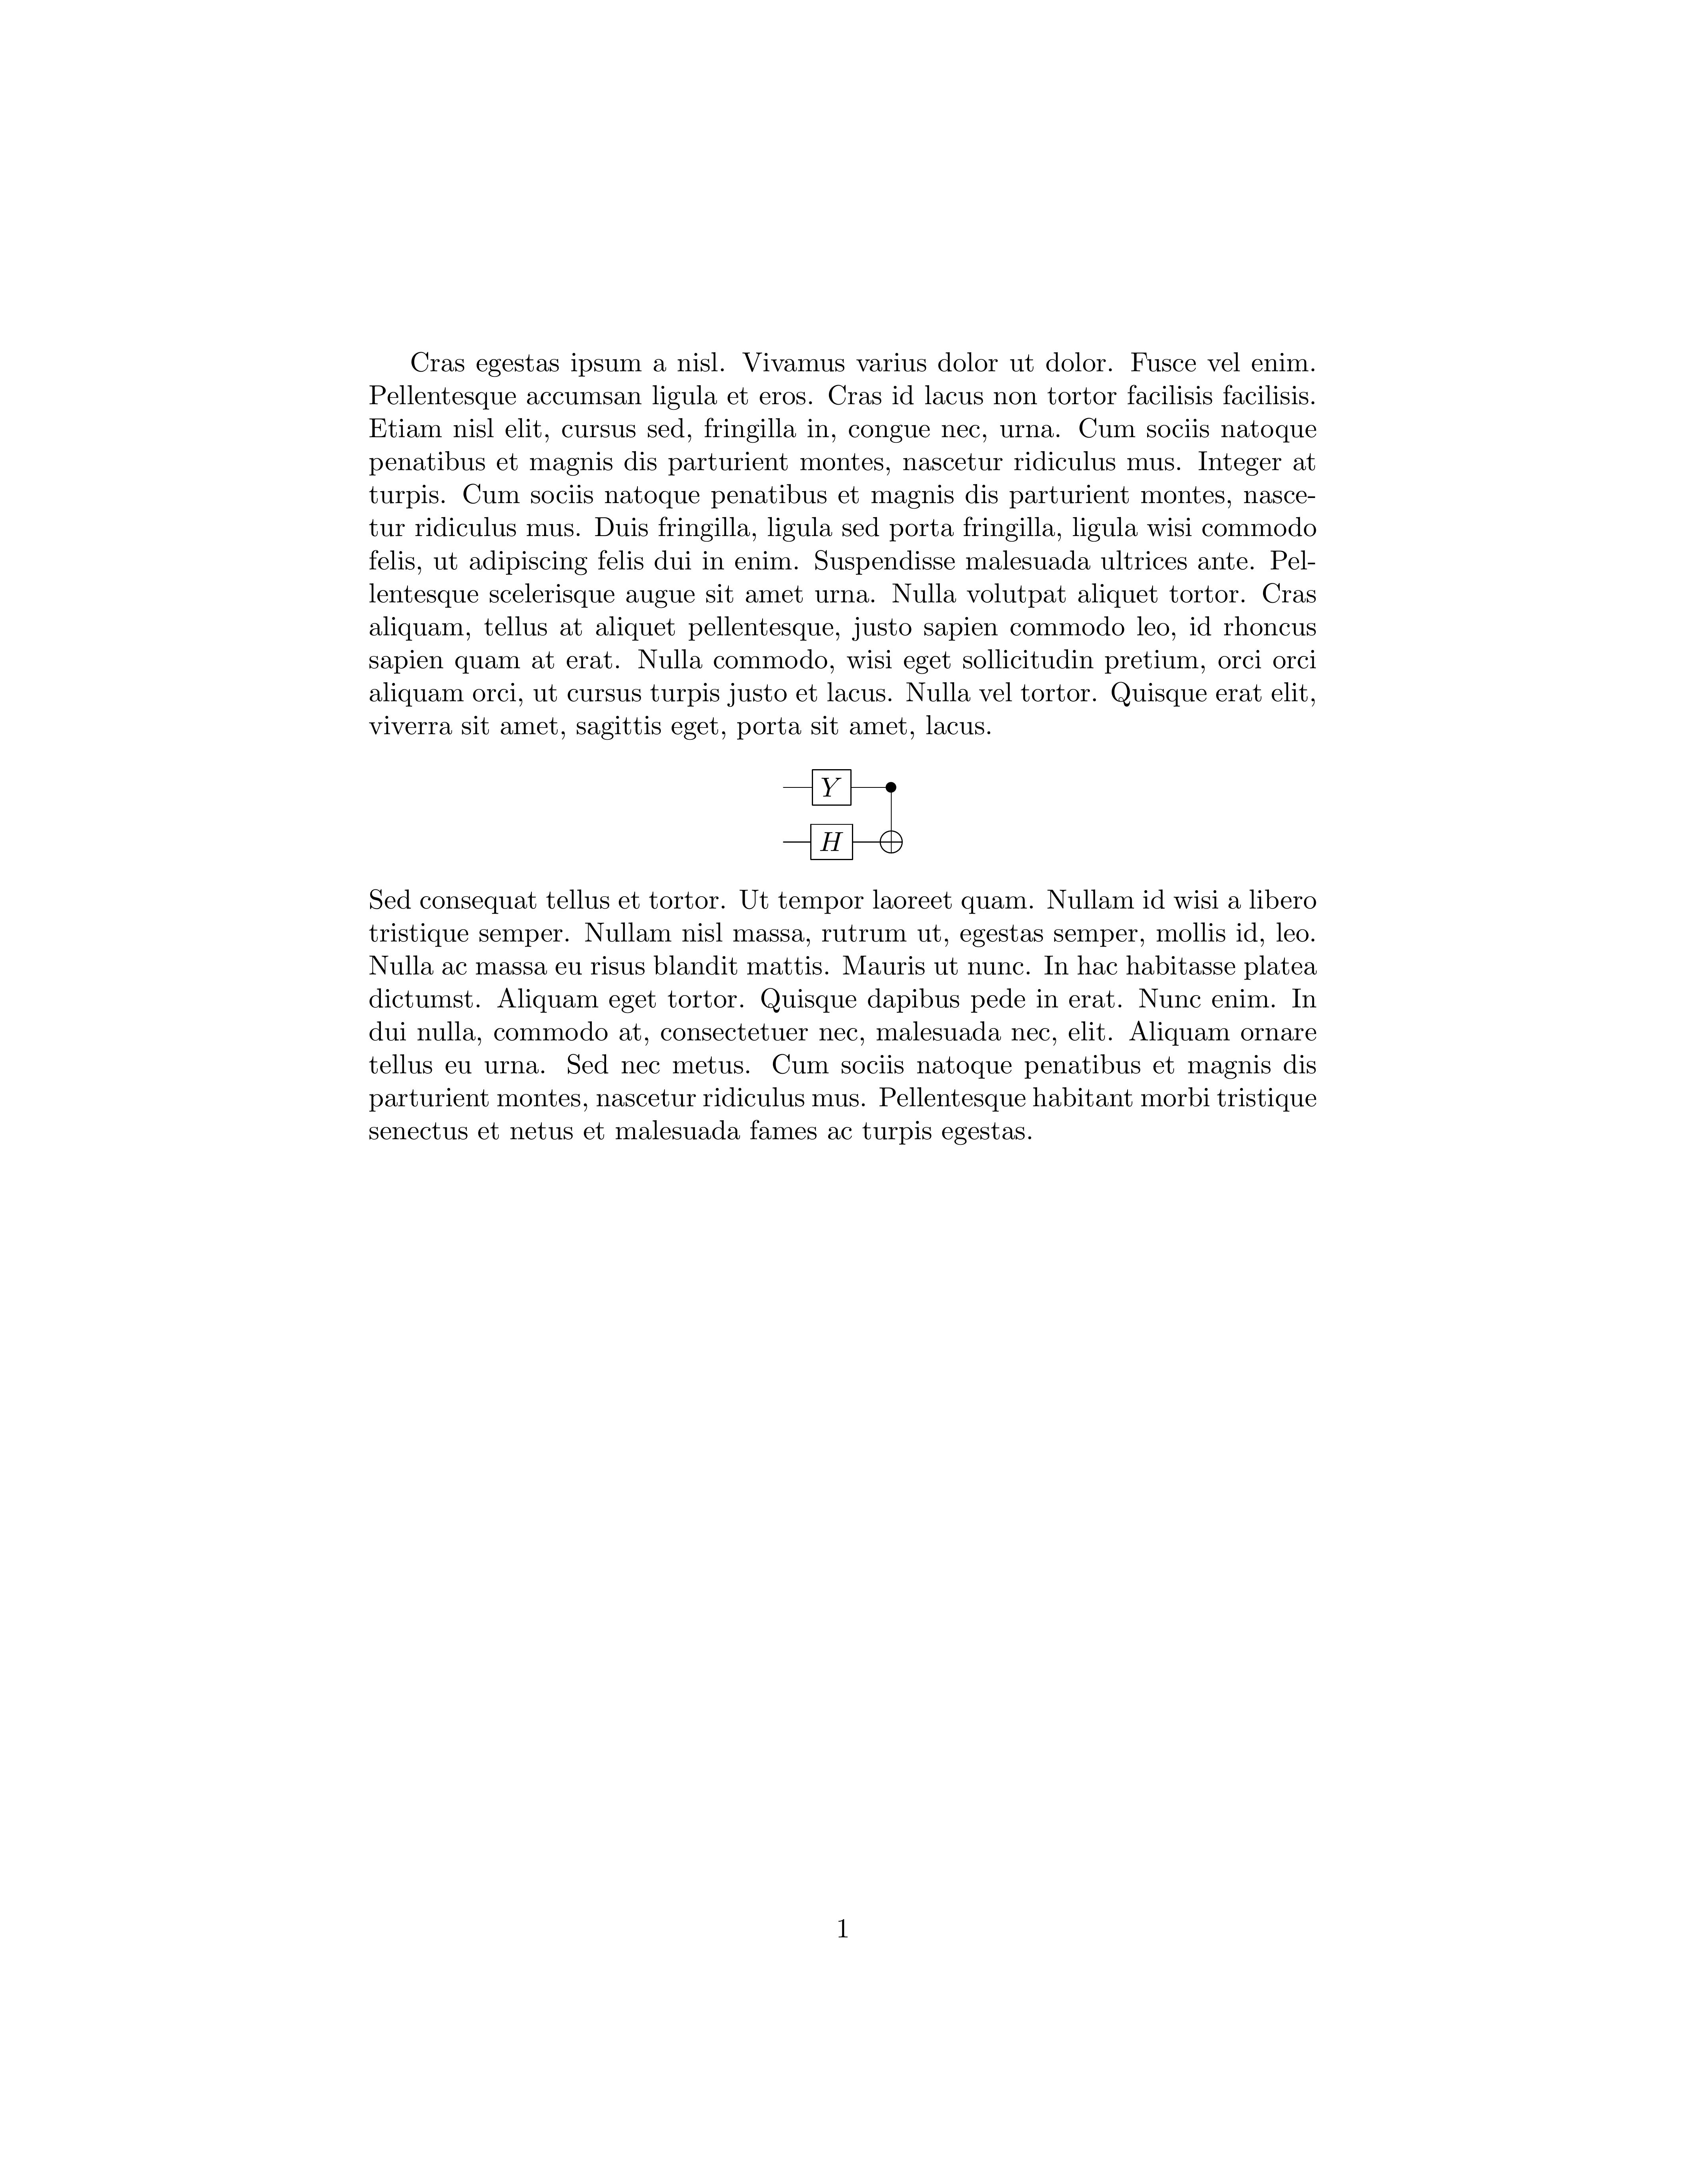 Cras egestas ipsum a nisl. Vivamus varius dolor ut dolor. Fusce vel enim.
Pellentesque accumsan ligula et eros. Cras id lacus non tortor facilisis facilisis.
Etiam nisl elit, cursus sed, fringilla in, congue nec, urna. Cum sociis natoque
penatibus et magnis dis parturient montes, nascetur ridiculus mus. Integer at
turpis. Cum sociis natoque penatibus et magnis dis parturient montes, nasce-
tur ridiculus mus. Duis fringilla, ligula sed porta fringilla, ligula wisi commodo
felis, ut adipiscing felis dui in enim. Suspendisse malesuada ultrices ante. Pel-
lentesque scelerisque augue sit amet urna. Nulla volutpat aliquet tortor. Cras
aliquam, tellus at aliquet pellentesque, justo sapien commodo leo, id rhoncus
sapien quam at erat. Nulla commodo, wisi eget sollicitudin pretium, orci orci
aliquam orci, ut cursus turpis justo et lacus. Nulla vel tortor. Quisque erat elit,
viverra sit amet, sagittis eget, porta sit amet, lacus.
Y
H
Sed consequat tellus et tortor. Ut tempor laoreet quam. Nullam id wisi a libero
tristique semper. Nullam nisl massa, rutrum ut, egestas semper, mollis id, leo.
Nulla ac massa eu risus blandit mattis. Mauris ut nunc. In hac habitasse platea
dictumst. Aliquam eget tortor. Quisque dapibus pede in erat. Nunc enim. In
dui nulla, commodo at, consectetuer nec, malesuada nec, elit. Aliquam ornare
tellus eu urna. Sed nec metus. Cum sociis natoque penatibus et magnis dis
parturient montes, nascetur ridiculus mus. Pellentesque habitant morbi tristique
senectus et netus et malesuada fames ac turpis egestas.
1